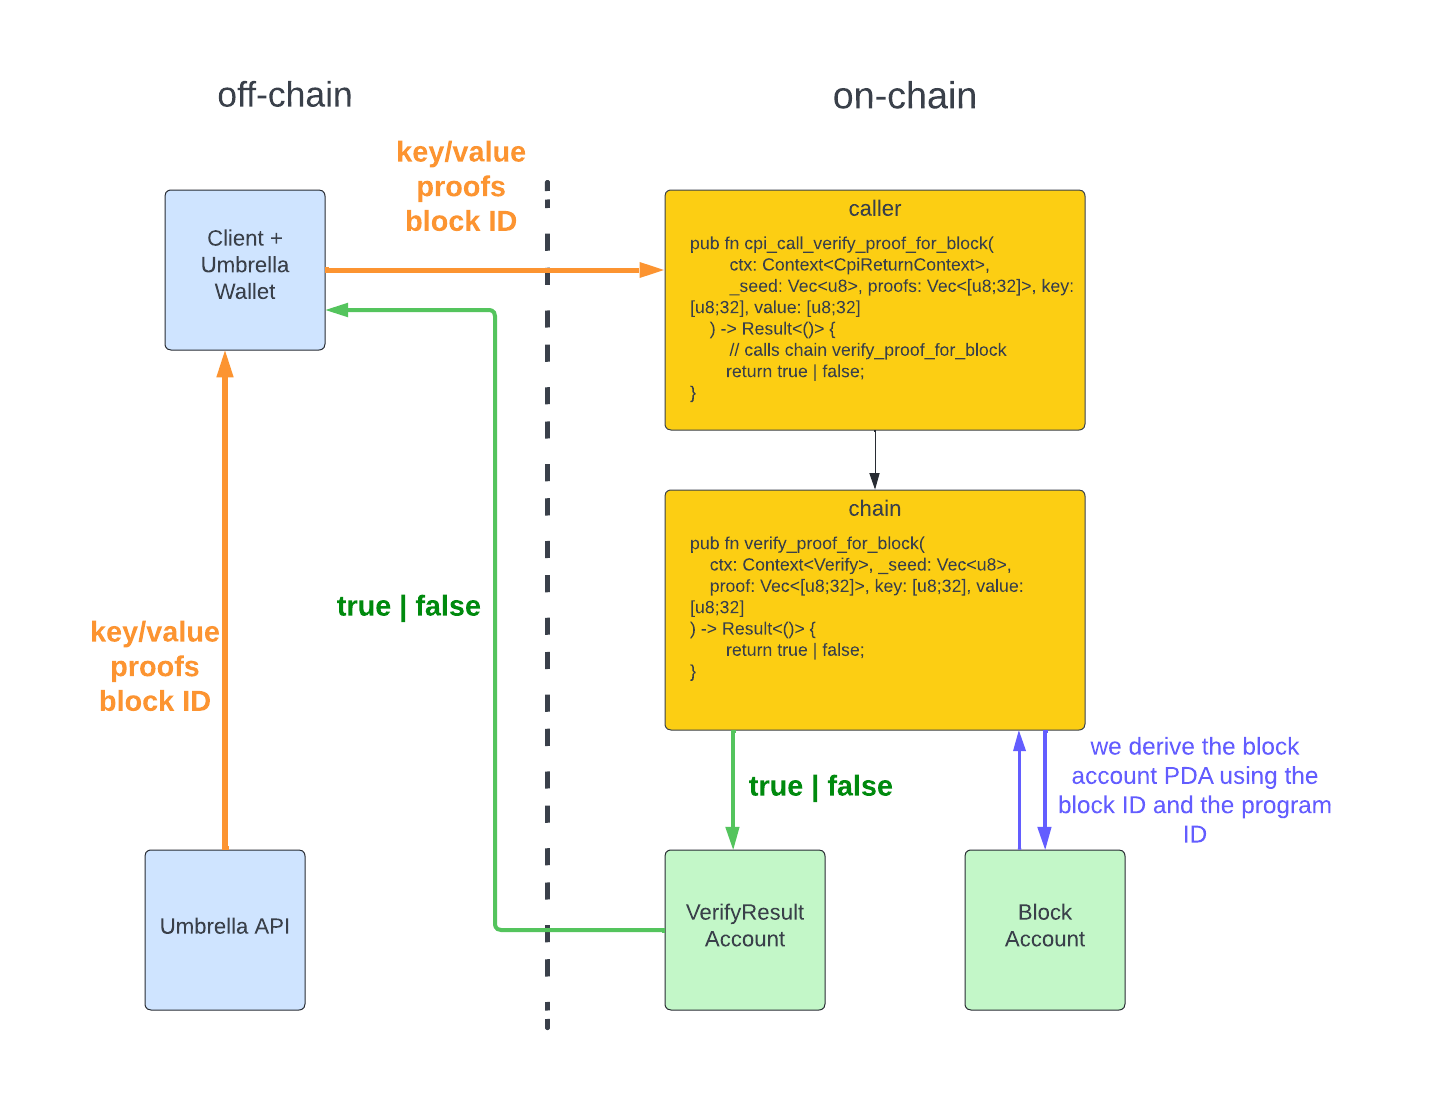 off-chain
on-chain
key/value
proofs
block ID
Client +
Umbrella
Wallet
caller
pub fn cpi_call_verify_proof_for_block(
ctx: Context<CpiReturnContext>,
_seed: Vec<u8>, proofs: Vec<[u8;32]>, key:
[u8;32], value: [u8;32]
) -> Result<()> {
// calls chain verify_proof_for_block
return true | false;
}
chain
pub fn verify_proof_for_block(
ctx: Context<Verify>, _seed: Vec<u8>,
proof: Vec<[u8;32]>, key: [u8;32], value:
[u8;32]
) -> Result<()> {
return true | false;
}
true | false
key/value
proofs
block ID
true | false
we derive the block
account PDA using the
block ID and the program
ID
Umbrella API
VerifyResult
Account
Block
Account